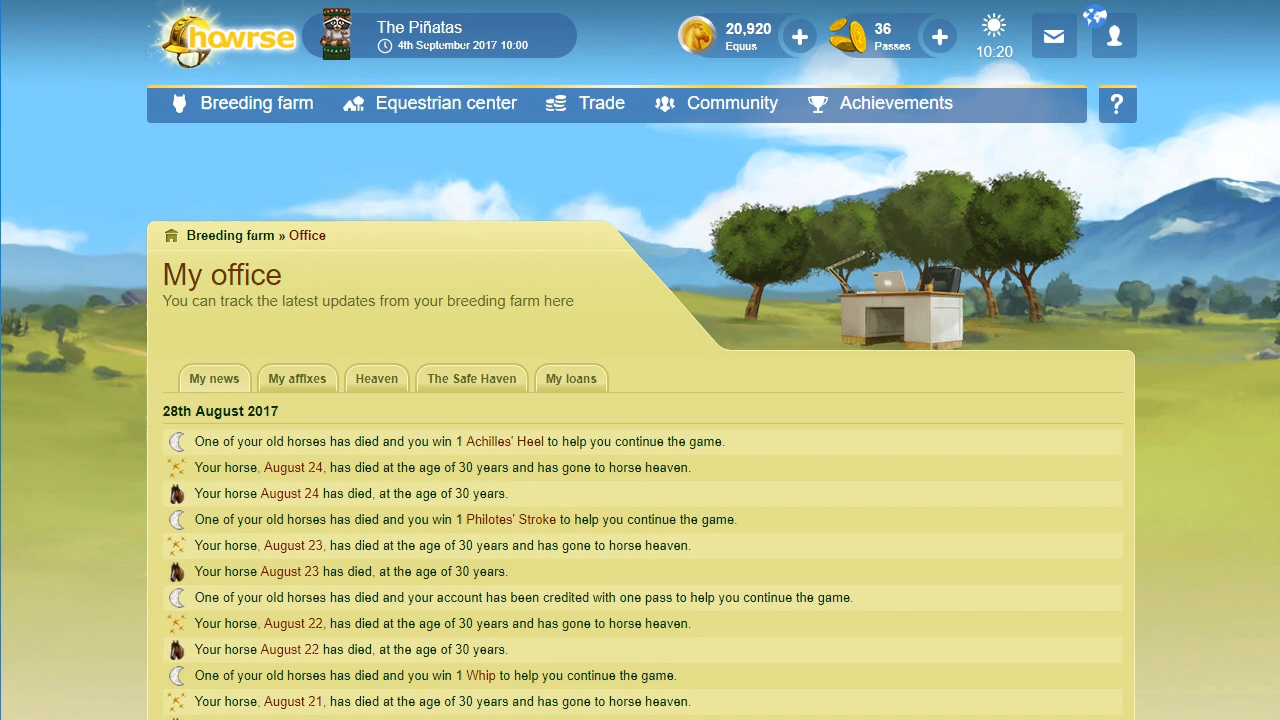 howrse
The Piñatas
4th September 2017 10:00
20,920
Equus
36
Passes
10:20
Breeding farm
Equestrian center
Trade
Community
Achievements
?
Breeding farm » Office
My office
You can track the latest updates from your breeding farm here
My news
My affixes
Heaven
The Safe Haven
My loans
28th August 2017
One of your old horses has died and you win 1 Achilles' Heel to help you continue the game.
Your horse, August 24, has died at the age of 30 years and has gone to horse heaven.
Your horse August 24 has died, at the age of 30 years.
One of your old horses has died and you win 1 Philotes' Stroke to help you continue the game.
Your horse, August 23, has died at the age of 30 years and has gone to horse heaven.
Your horse August 23 has died, at the age of 30 years.
One of your old horses has died and your account has been credited with one pass to help you continue the game.
Your horse, August 22, has died at the age of 30 years and has gone to horse heaven.
Your horse August 22 has died, at the age of 30 years.
One of your old horses has died and you win 1 Whip to help you continue the game.
Your horse, August 21, has died at the age of 30 years and has gone to horse heaven.